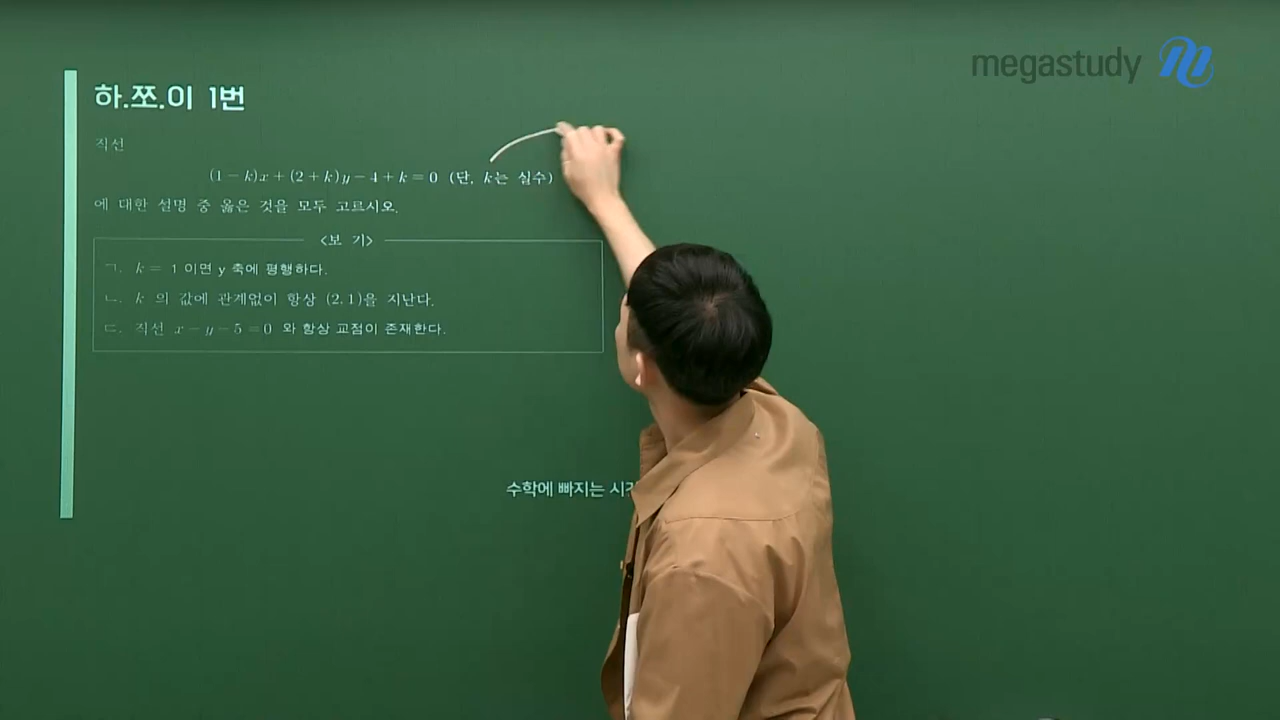 megastudy
하.쪼.이 1번
직선
(1-k)x+(2+k)y-4+k=0 (단, k는 실수)
에 대한 설명 중 옳은 것을 모두 고르시오.
<보 기>
ㄱ. k= 1 이면 y 축에 평행하다.
ㄴ. k 의 값에 관계없이 항상 (2, 1)을 지난다.
ㄷ. 직선 x-y-5=0 와 항상 교점이 존재한다.
수학에 빠지는